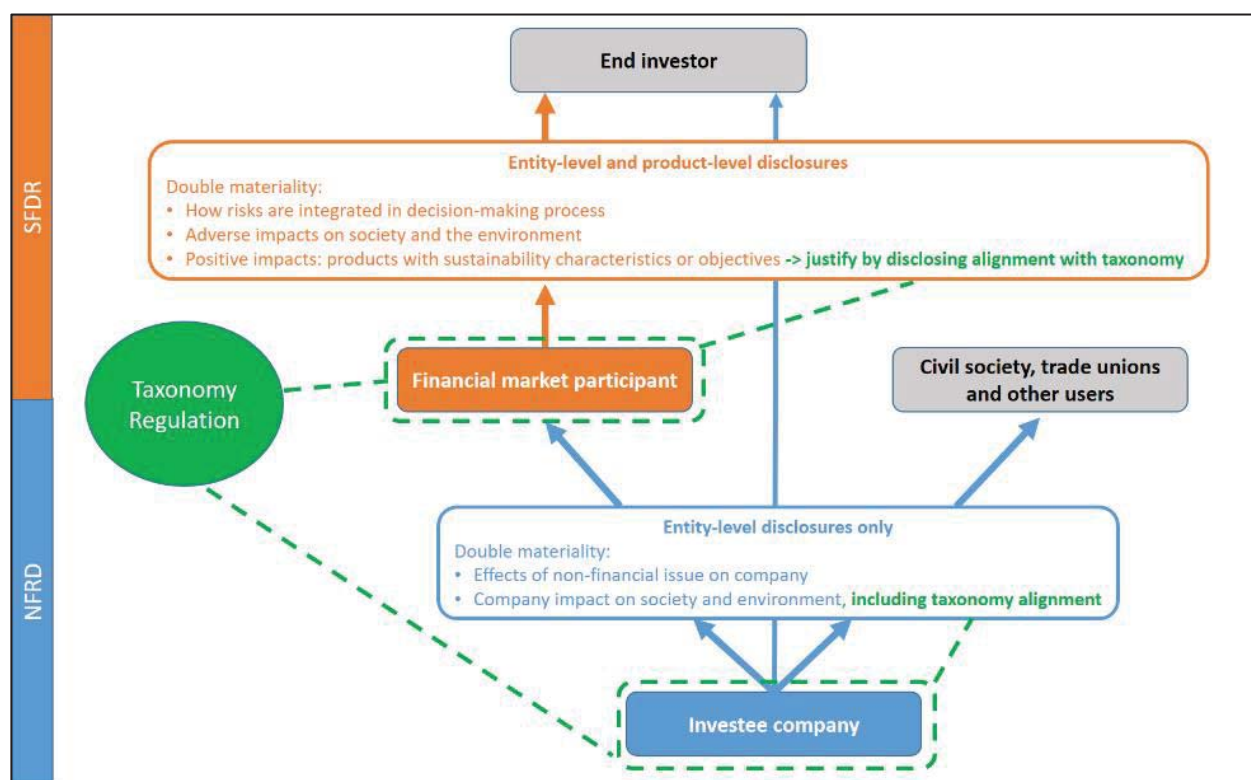 End investor
SFDR
Entity-level and product-level disclosures
Double materiality:
• How risks are integrated in decision-making process
• Adverse impacts on society and the environment
• Positive impacts: products with sustainability characteristics or objectives -> justify by disclosing alignment with taxonomy
Taxonomy
Regulation
Financial market participant
Civil society, trade unions
and other users
NFRD
Entity-level disclosures only
Double materiality:
• Effects of non-financial issue on company
• Company impact on society and environment, including taxonomy alignment
Investee company